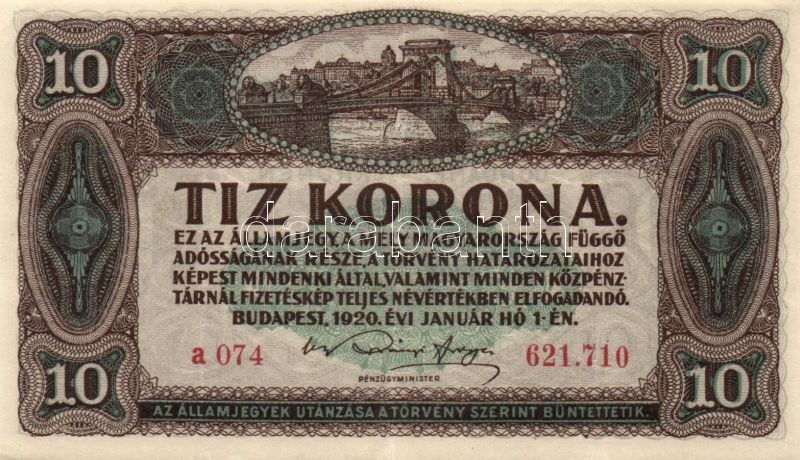 10 10
TIZ KORONA.
EZ AZ ÁLLAMJEGY, A MELY MAGYARORSZÁG FÜGGŐ
ADÓSSÁGÁNAK RÉSZE, A TÖRVÉNY HATÁROZATAIHOZ
KÉPEST MINDENKI ÁLTAL, VALAMINT MINDEN KÖZPÉNZ-
TÁRNÁL FIZETÉSKÉP TELJES NÉVÉRTÉKBEN ELFOGADANDÓ.
BUDAPEST, 1920. ÉVI JANUÁR HÓ 1-ÉN.
a 074 621.710
PÉNZÜGYMINISTER
10 10
AZ ÁLLAMJEGYEK UTÁNZÁSA A TÖRVÉNY SZERINT BÜNTETTETIK.
darabanth